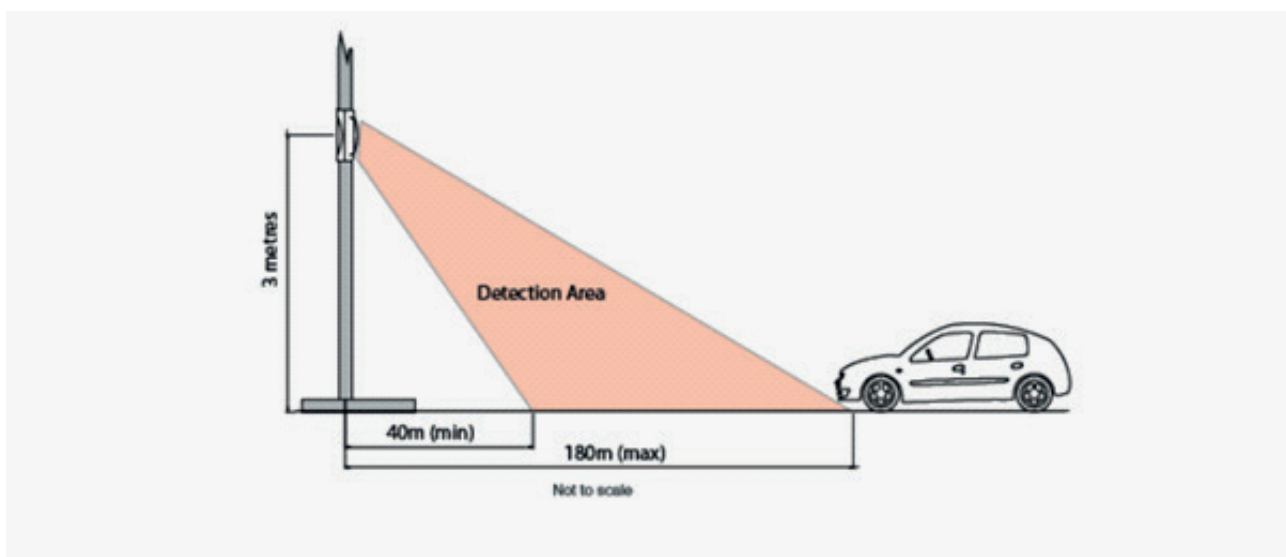 3 metres
Detection Area
40m (min)
180m (max)
Not to scale